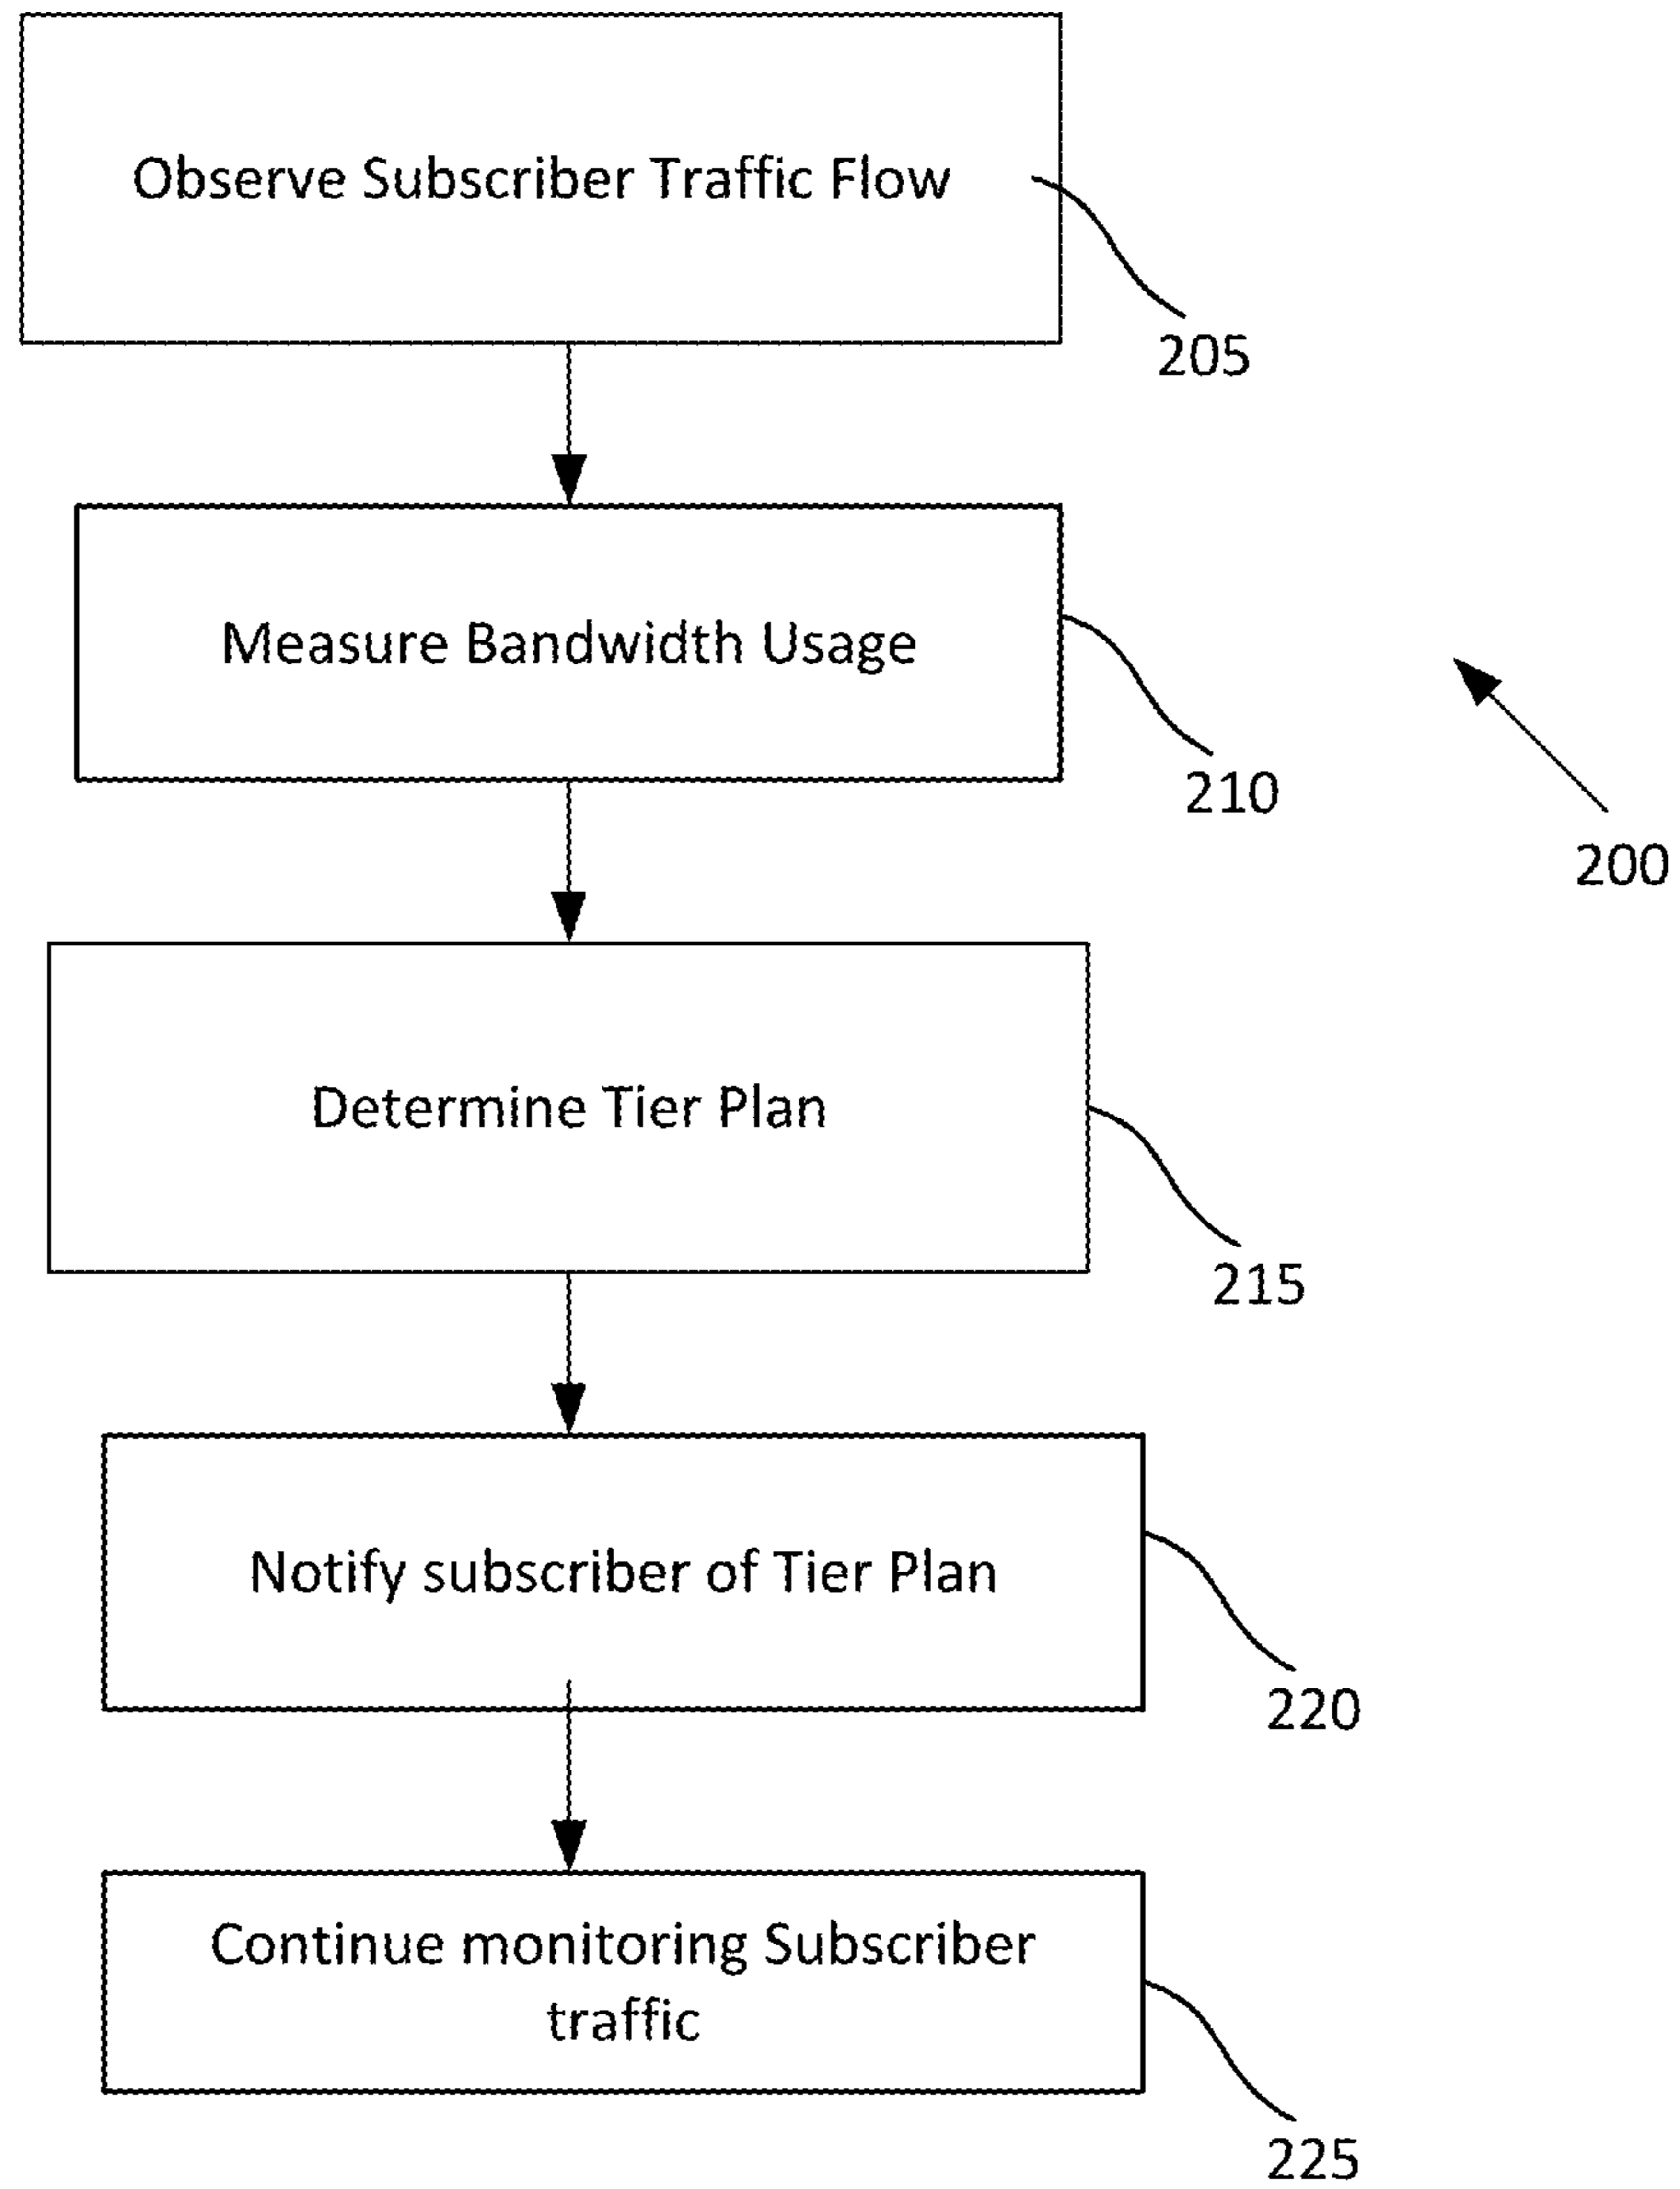 Observe Subscriber Traffic Flow
205
Measure Bandwidth Usage
210
200
Determine Tier Plan
215
Notify subscriber of Tier Plan
220
Continue monitoring Subscriber
traffic
225